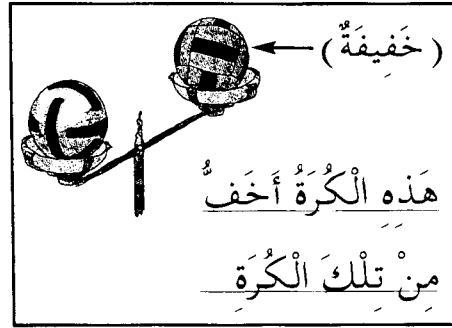 ( خَفِيفَةٌ )
هَذِهِ الْكُرَةُ أَخَفُّ
مِنْ تِلْكَ الْكُرَةِ